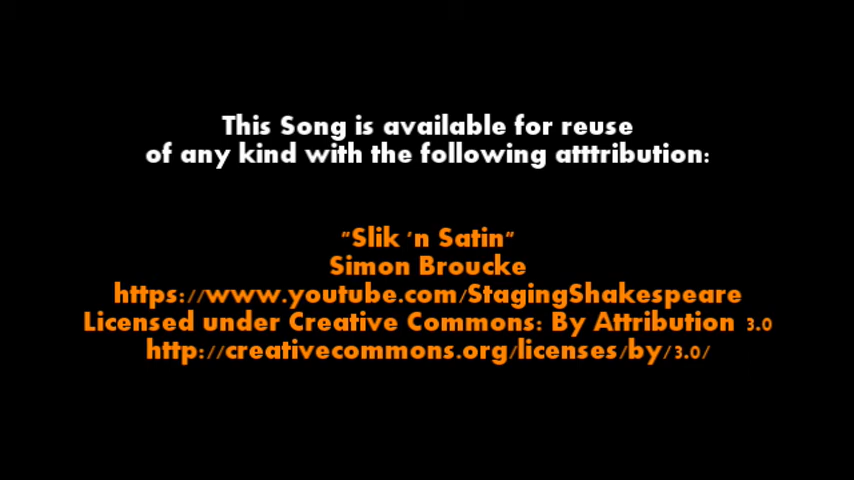 This Song is available for reuse
of any kind with the following atttribution:
"Slik 'n Satin"
Simon Broucke
https://www.youtube.com/StagingShakespeare
Licensed under Creative Commons: By Attribution 3.0
http://creativecommons.org/licenses/by/3.0/